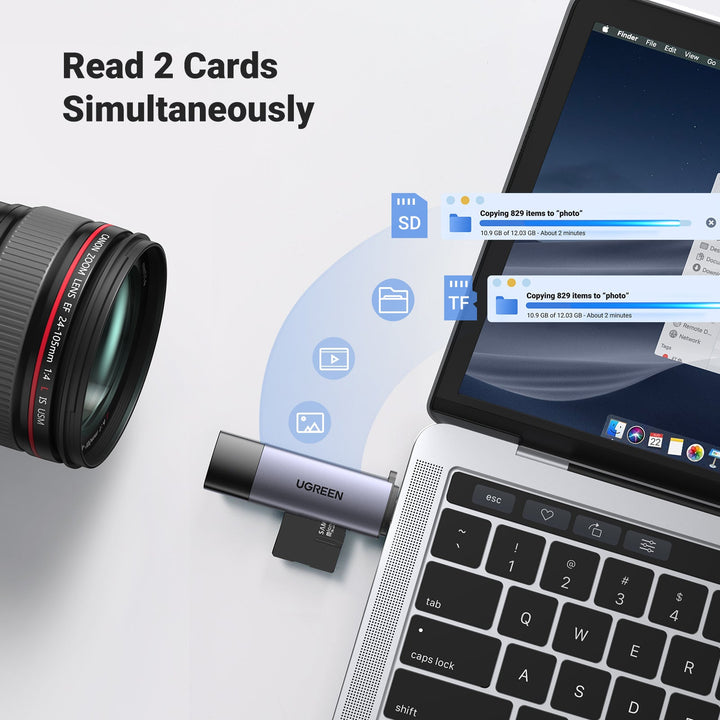 Read 2 Cards
Simultaneously
Finder File Edit View Go
SD
Copying 829 items to “photo”
10.9 GB of 12.03 GB - About 2 minutes
TF
Copying 829 items to “photo”
10.9 GB of 12.03 GB - About 2 minutes
Remote D...
Network
Tags
CANON ZOOM LENS EF 24-105mm 1:4 L IS USM
UGREEN
esc
~
`
!
1
@
2
#
3
$
4
tab
Q
W
E
R
caps lock
A
S
D
F
shift
22